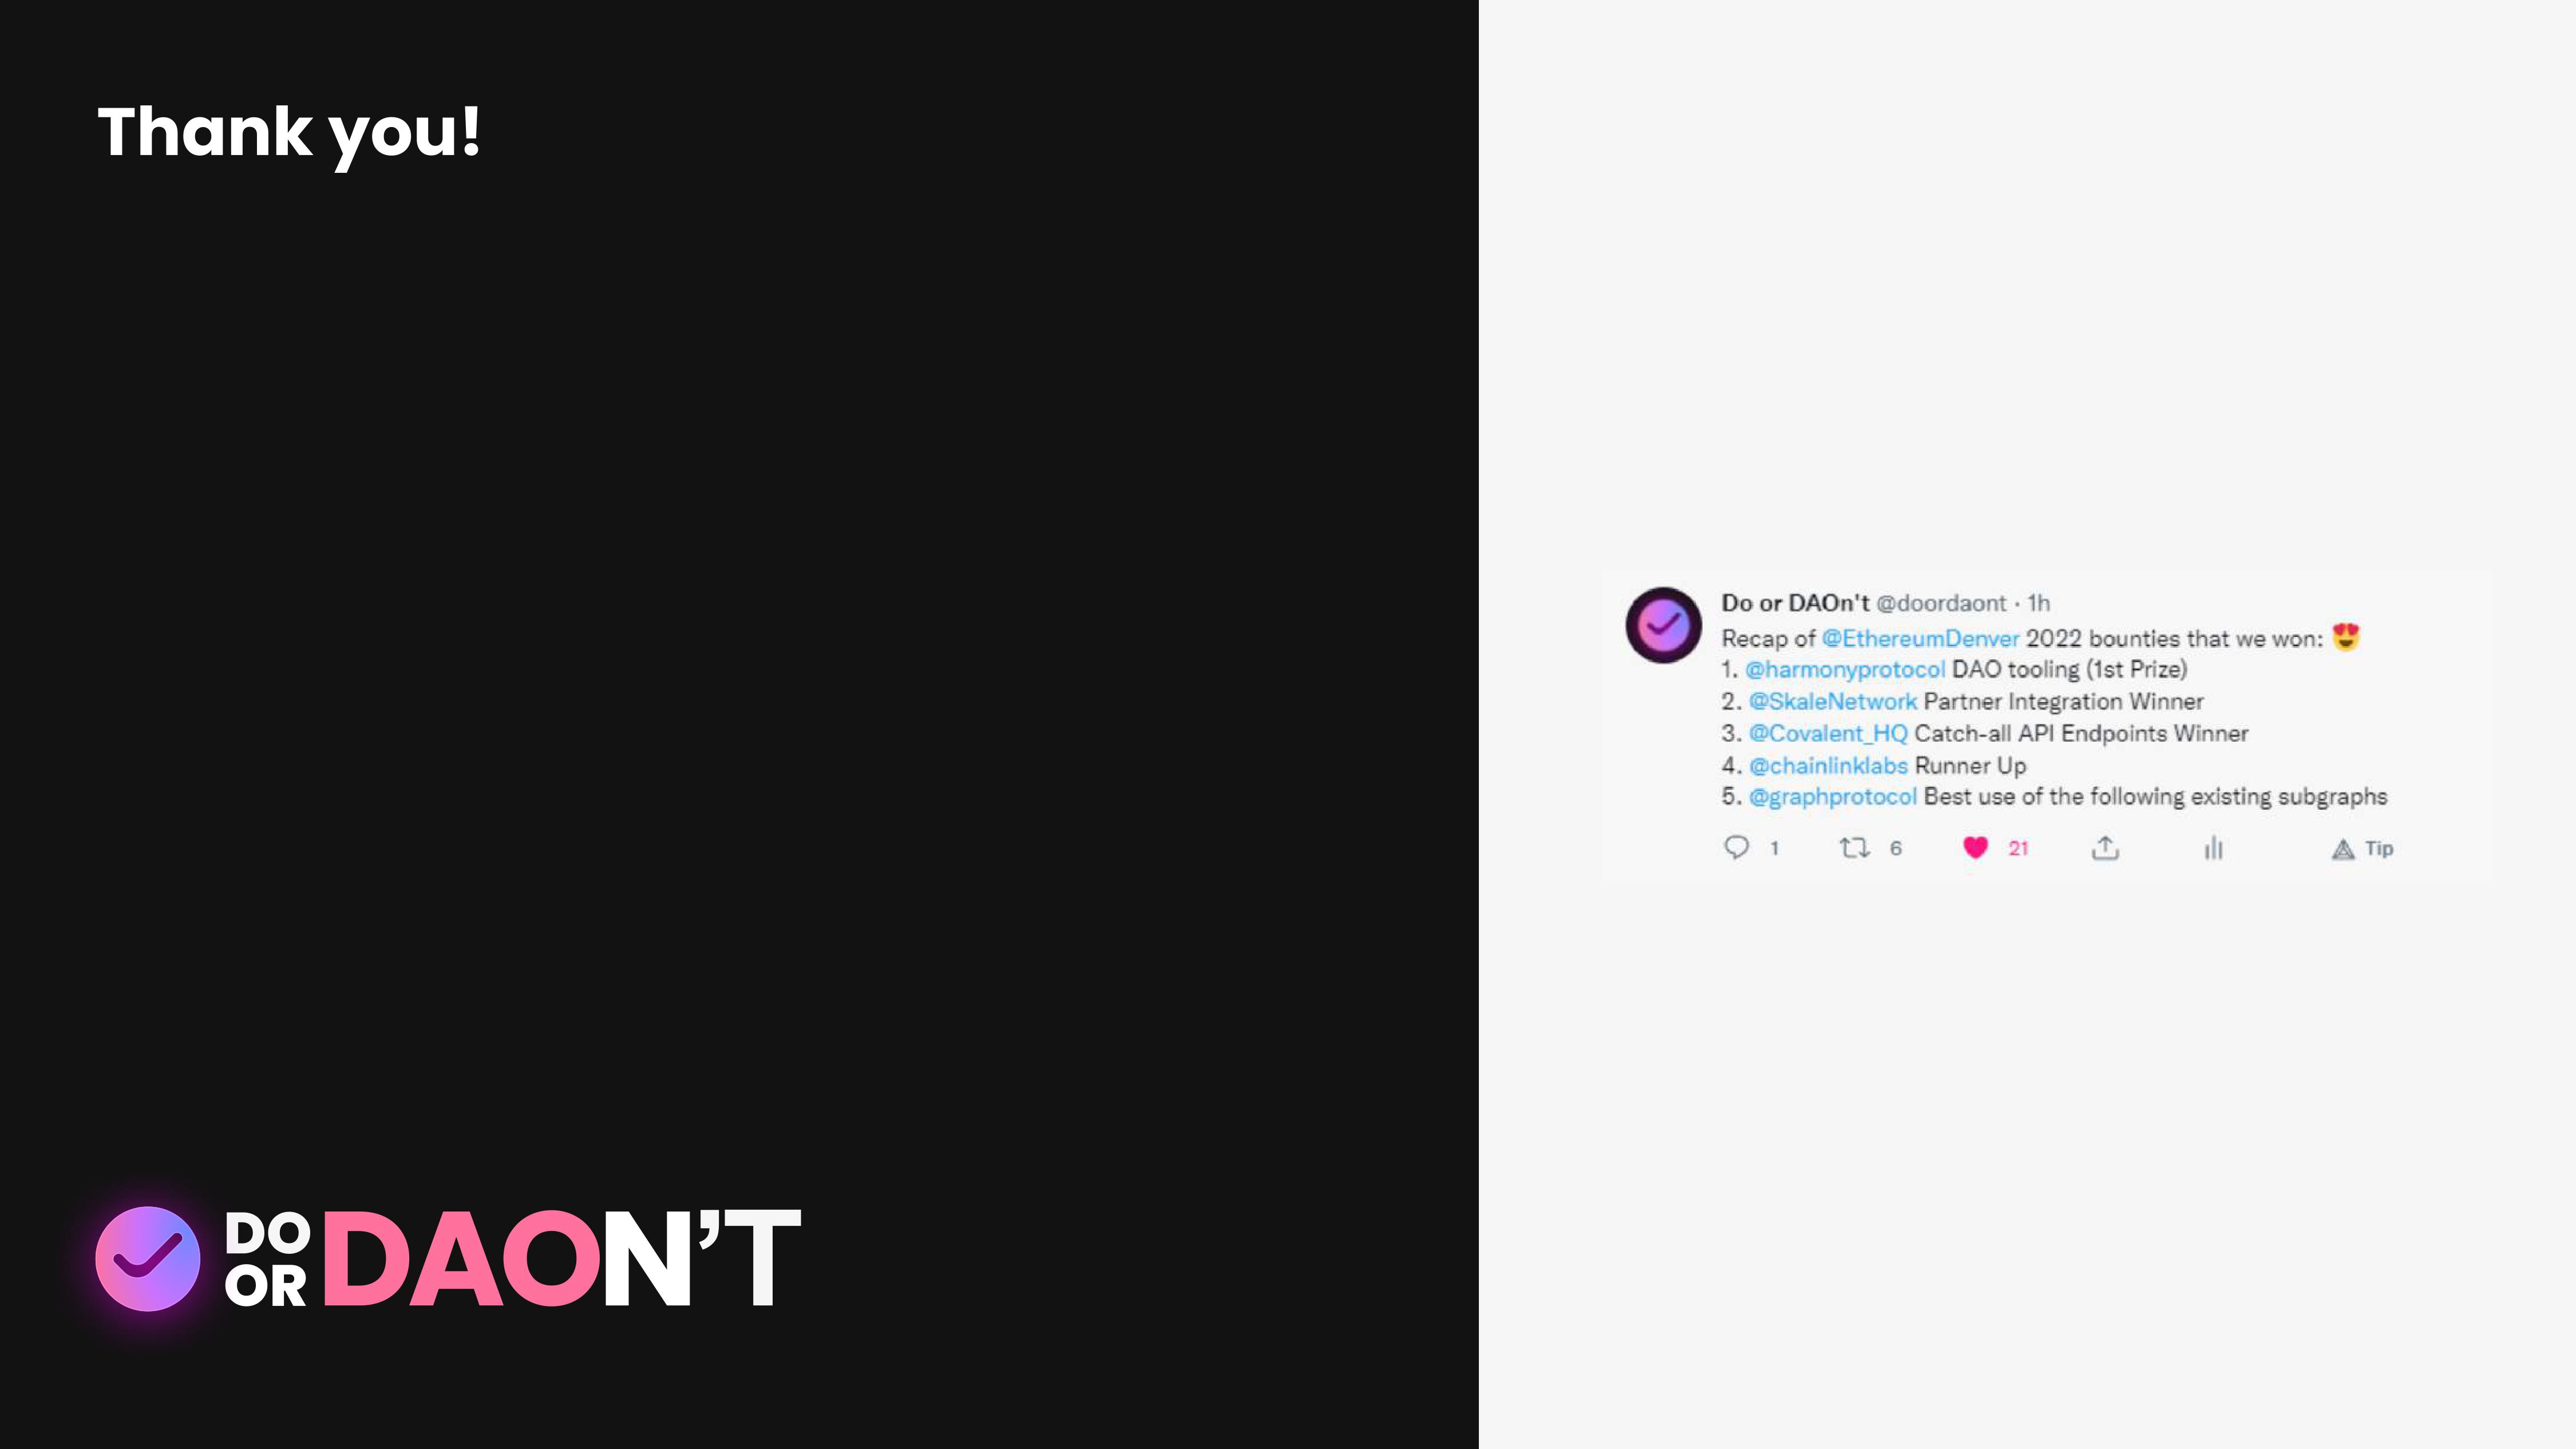 Thank you!
DO
OR
DAON'T
Do or DAOn't @doordaont · 1h
Recap of @EthereumDenver 2022 bounties that we won: 😍
1. @harmonyprotocol DAO tooling (1st Prize)
2. @SkaleNetwork Partner Integration Winner
3. @Covalent_HQ Catch-all API Endpoints Winner
4. @chainlinklabs Runner Up
5. @graphprotocol Best use of the following existing subgraphs
1 6 21 Tip